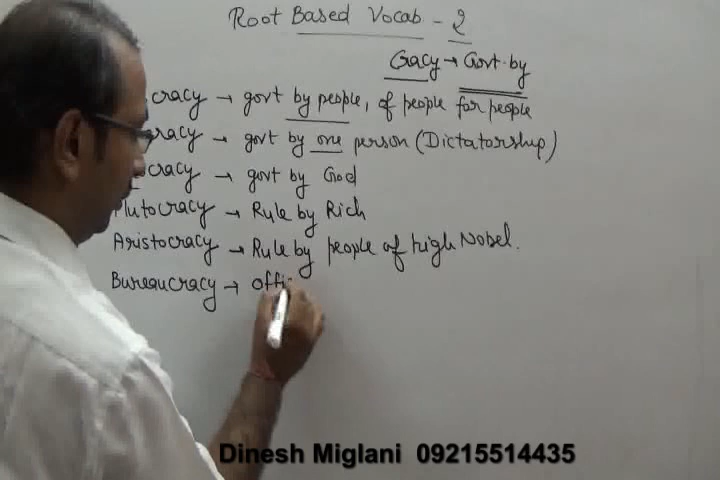 Root Based Vocab - 2
Cracy → Govt. by
cracy → govt by people, of people for people
racy → govt by one person (Dictatorship)
cracy → govt by God
Plutocracy → Rule by Rich
Aristocracy → Rule by people of high Nobel.
Bureaucracy → offi
Dinesh Miglani 09215514435